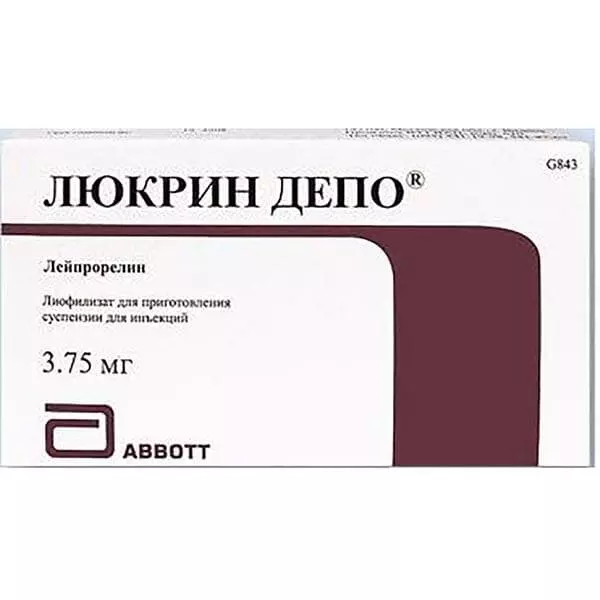 G843
ЛЮКРИН ДЕПО®
Лейпрорелин
Лиофилизат для приготовления
суспензии для инъекций
3.75 мг
ABBOTT